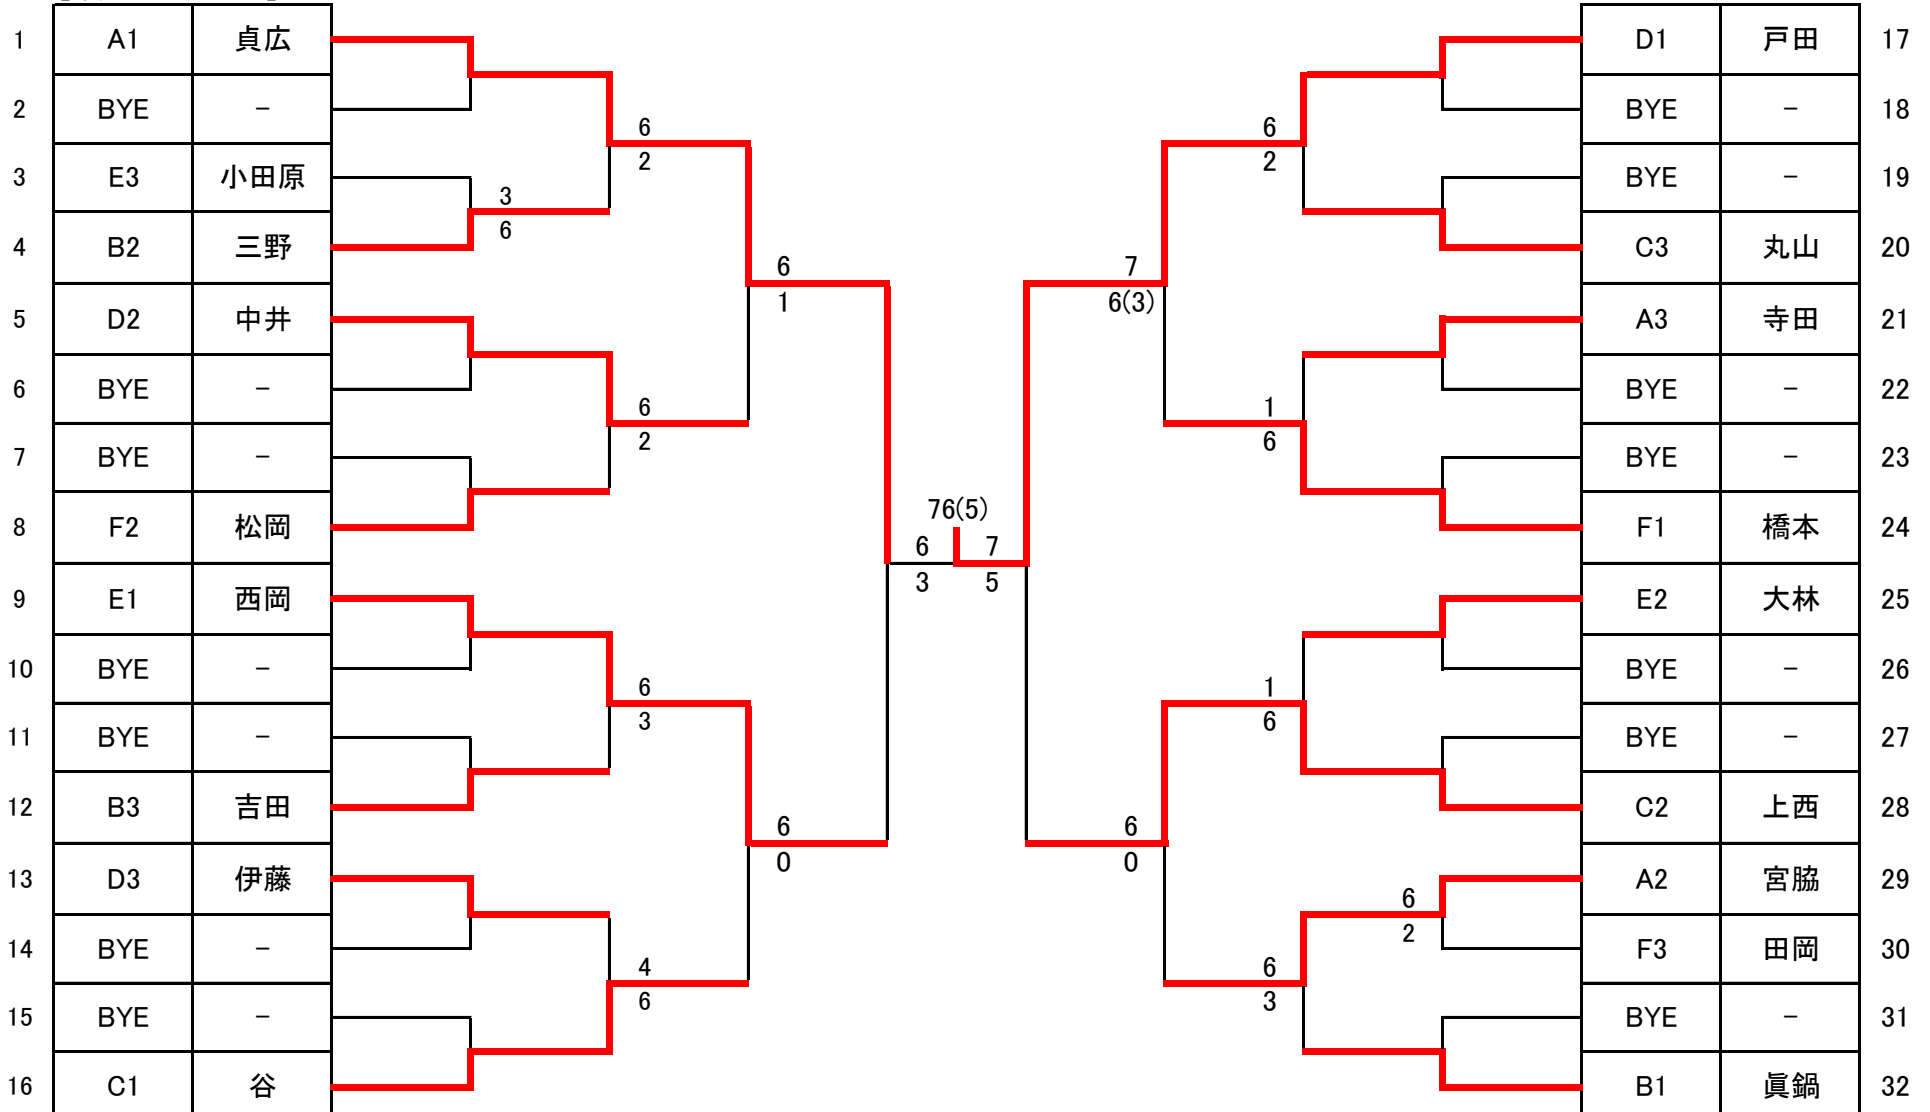 1 A1 貞広
2 BYE −
3 E3 小田原
4 B2 三野
5 D2 中井
6 BYE −
7 BYE −
8 F2 松岡
9 E1 西岡
10 BYE −
11 BYE −
12 B3 吉田
13 D3 伊藤
14 BYE −
15 BYE −
16 C1 谷
3
6
6
2
6
2
6
3
4
6
6
1
6
0
76(5)
6 7
3 5
7
6(3)
6
0
6
2
1
6
1
6
6
3
6
2
D1 戸田 17
BYE − 18
BYE − 19
C3 丸山 20
A3 寺田 21
BYE − 22
BYE − 23
F1 橋本 24
E2 大林 25
BYE − 26
BYE − 27
C2 上西 28
A2 宮脇 29
F3 田岡 30
BYE − 31
B1 眞鍋 32